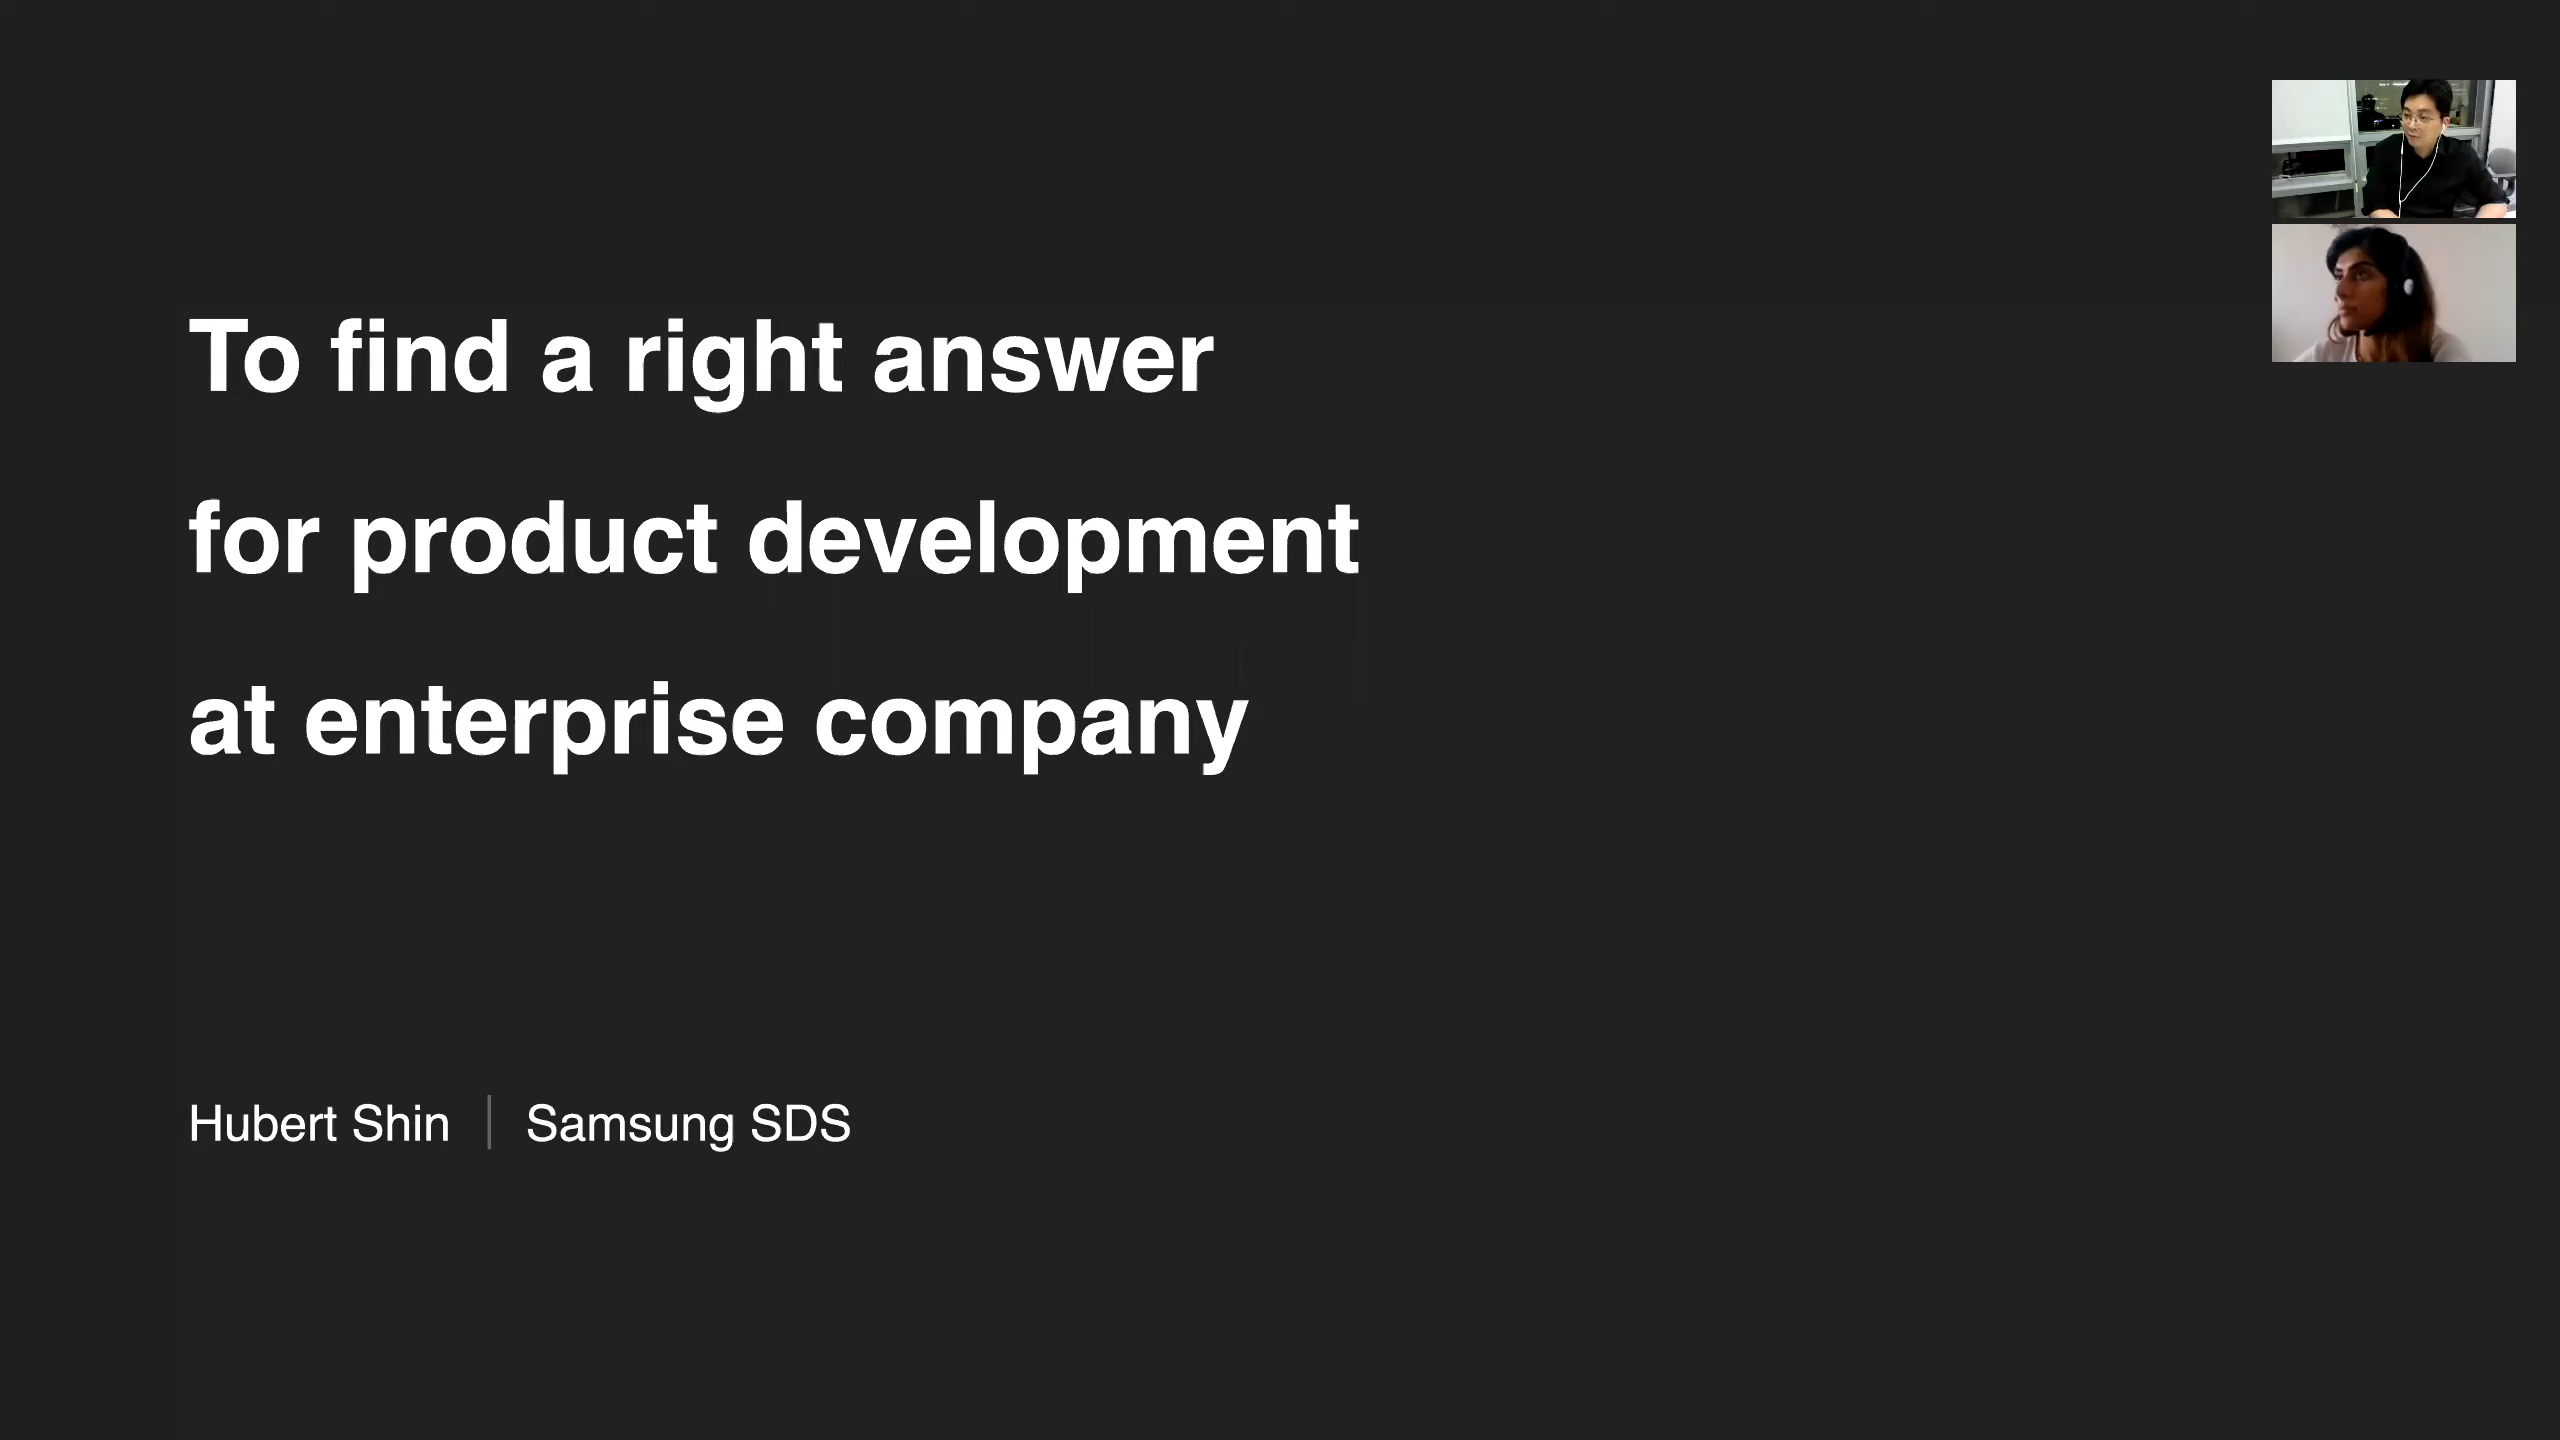 To find a right answer
for product development
at enterprise company
Hubert Shin | Samsung SDS